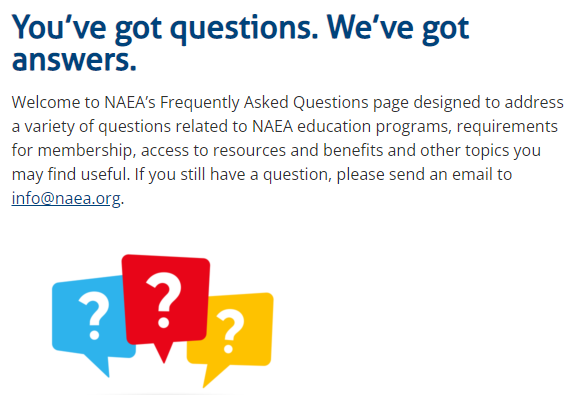 You’ve got questions. We’ve got
answers.
Welcome to NAEA’s Frequently Asked Questions page designed to address
a variety of questions related to NAEA education programs, requirements
for membership, access to resources and benefits and other topics you
may find useful. If you still have a question, please send an email to
info@naea.org.
? ? ?